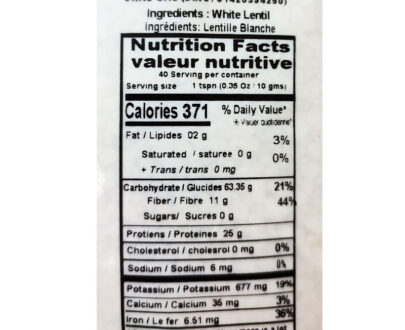 Ingredients : White Lentil
Ingrédients: Lentille Blanche
Nutrition Facts
valeur nutritive
40 Serving per container
Serving size 1 tspn (0.35 Oz / 10 gms)
Calories 371 % Daily Value*
% Valeur quotidienne*
Fat / Lipides 02 g 3%
Saturated / saturee 0 g 0%
+ Trans / trans 0 mg
Carbohydrate / Glucides 63.35 g 21%
Fiber / Fibre 11 g 44%
Sugars/ Sucres 0 g
Protiens / Proteines 25 g
Cholesterol / cholesrol 0 mg 0%
Sodium / Sodium 6 mg 0%
Potassium / Potassium 677 mg 19%
Calcium / Calcium 36 mg 3%
Iron / Le fer 6.51 mg 36%